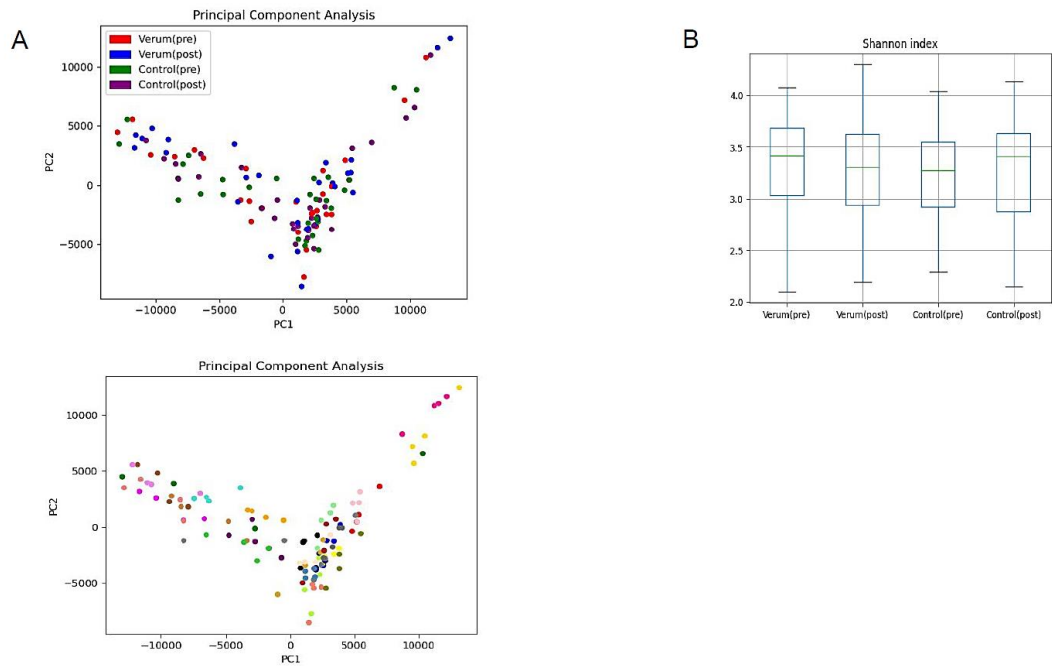 A
Principal Component Analysis
Verum(pre)
Verum(post)
Control(pre)
Control(post)
10000
5000
0
−5000
PC2
−10000 −5000 0 5000 10000
PC1
B
Shannon index
4.0
3.5
3.0
2.5
2.0
Verum(pre) Verum(post) Control(pre) Control(post)
Principal Component Analysis
10000
5000
0
−5000
PC2
−10000 −5000 0 5000 10000
PC1